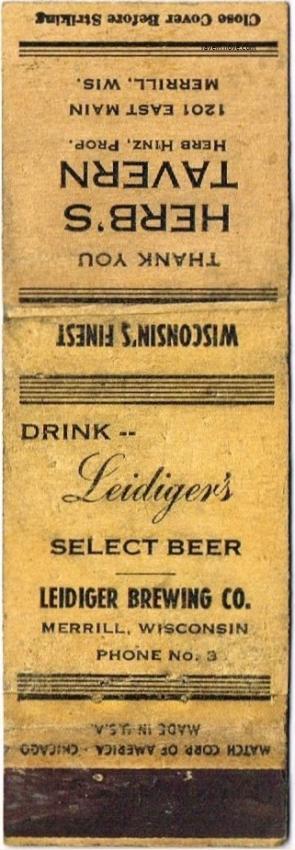 Close Cover Before Striking
THANK YOU
HERB'S
TAVERN
HERB HINZ, PROP.
1201 EAST MAIN
MERRILL, WIS.
WISCONSIN'S FINEST
DRINK --
Leidiger's
SELECT BEER
LEIDIGER BREWING CO.
MERRILL, WISCONSIN
PHONE No. 3
MATCH CORP. OF AMERICA - CHICAGO
MADE IN U.S.A.